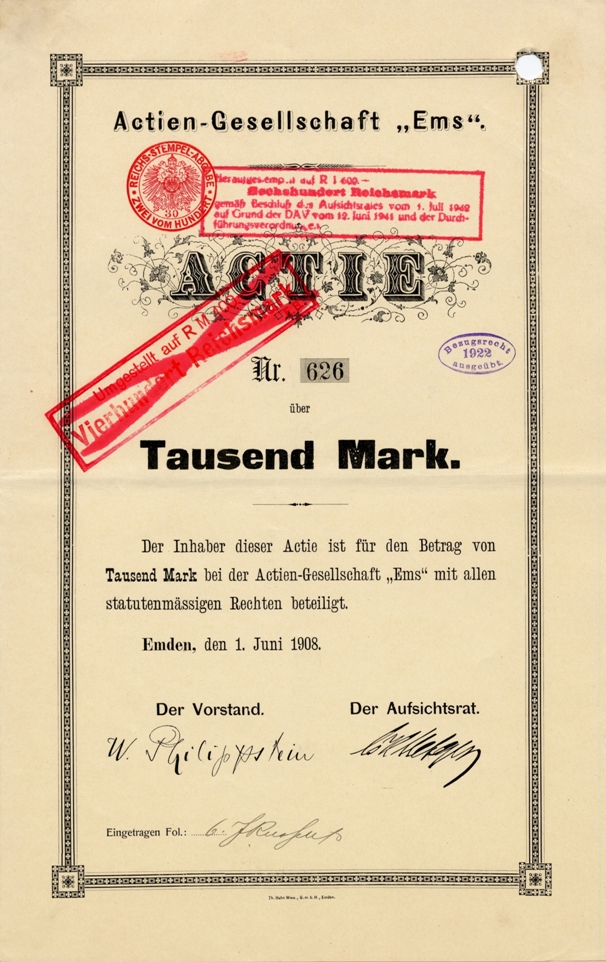 Actien-Gesellschaft „Ems“.
REICHS-STEMPEL-ABGABE
ZWEI VOM HUNDERT
30
auf R 1 600.–
Sechshundert Reichsmark
gemäß Beschluß des Aufsichtsrates vom 1. Juli 1942
auf Grund der DAV vom 12. Juni 1941 und der Durch-
ACTIE
Umgestellt auf R M
Vierhundert Reichsmark
Nr. 626
Bezugsrecht
1922
ausgeübt.
über
Tausend Mark.
Der Inhaber dieser Actie ist für den Betrag von
Tausend Mark bei der Actien-Gesellschaft „Ems“ mit allen
statutenmässigen Rechten beteiligt.
Emden, den 1. Juni 1908.
Der Vorstand. Der Aufsichtsrat.
W. Philippstein
Eingetragen Fol.: